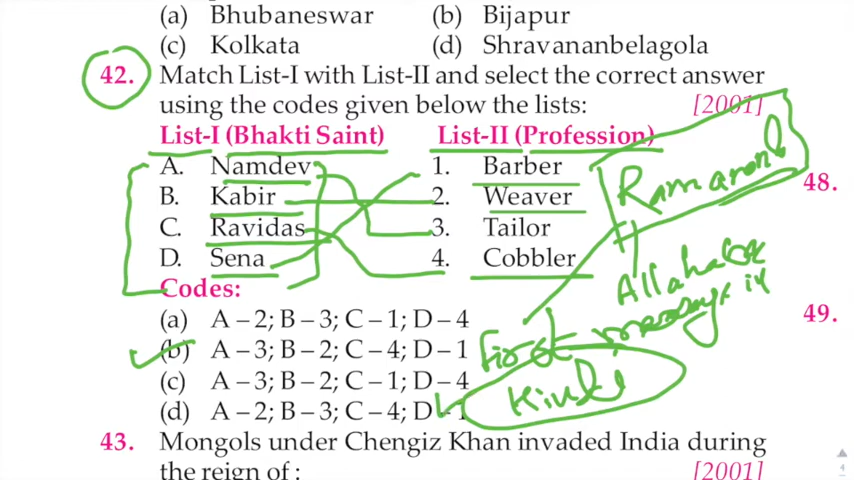 (a) Bhubaneswar (b) Bijapur
(c) Kolkata (d) Shravananbelagola
42. Match List-I with List-II and select the correct answer
using the codes given below the lists: [2001]
List-I (Bhakti Saint) List-II (Profession)
A. Namdev 1. Barber
B. Kabir 2. Weaver
C. Ravidas 3. Tailor
D. Sena 4. Cobbler
Codes:
(a) A – 2; B – 3; C – 1; D – 4
(b) A – 3; B – 2; C – 4; D – 1
(c) A – 3; B – 2; C – 1; D – 4
(d) A – 2; B – 3; C – 4; D – 1
43. Mongols under Chengiz Khan invaded India during
the reign of: [2001]
48.
49.
Ramanand
First
4